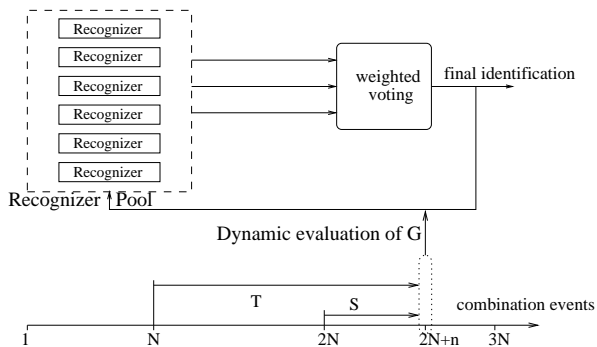 Recognizer
Recognizer
Recognizer
Recognizer
Recognizer
Recognizer
weighted
voting
final identification
Recognizer Pool
Dynamic evaluation of G
T
S
combination events
1
N
2N
2N+n
3N